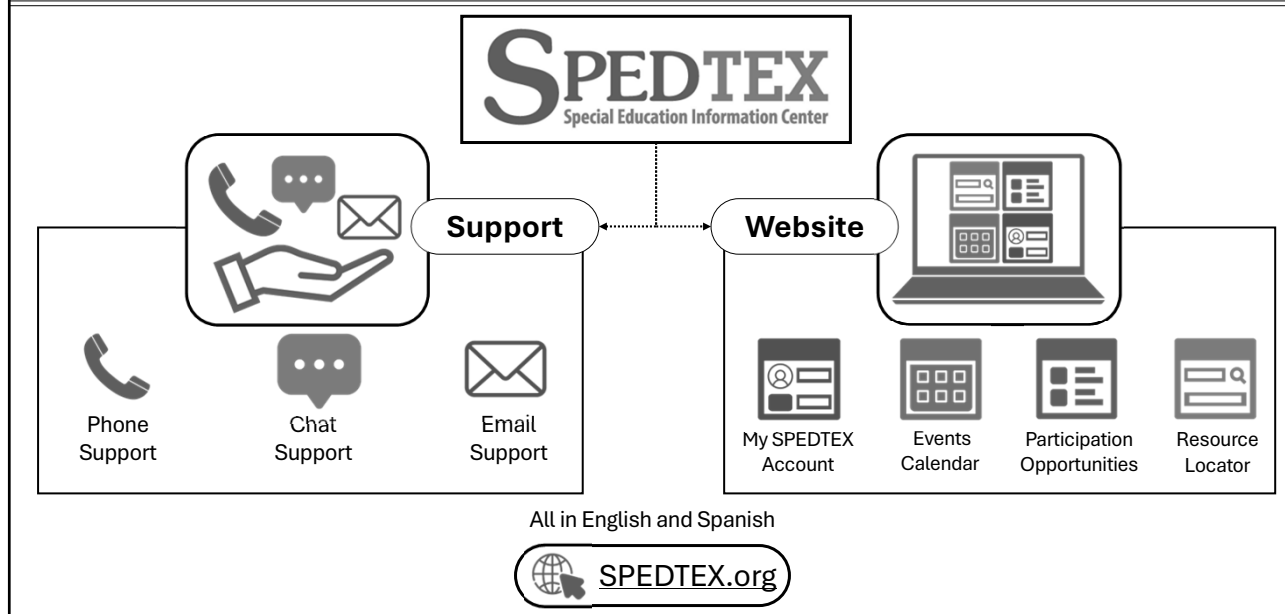 SPEDTEX
Special Education Information Center
Support
Website
Phone
Support
Chat
Support
Email
Support
My SPEDTEX
Account
Events
Calendar
Participation
Opportunities
Resource
Locator
All in English and Spanish
SPEDTEX.org